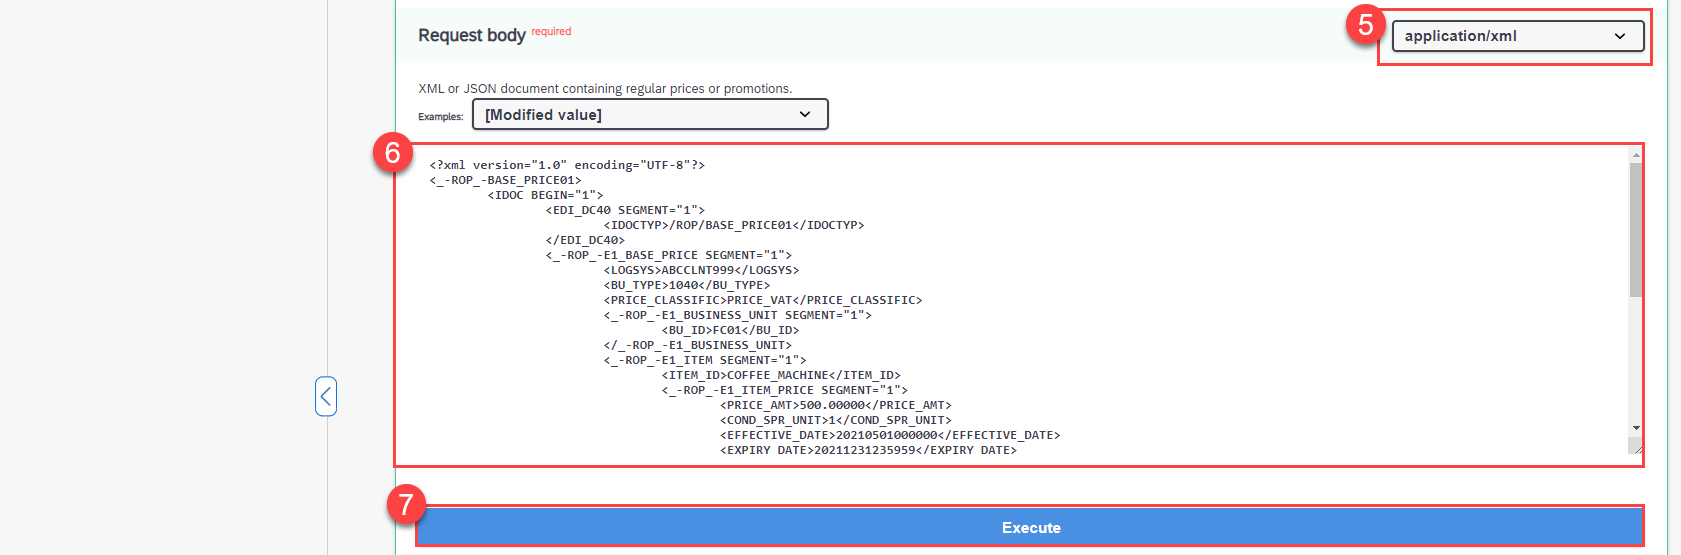 5
Request body required
application/xml
XML or JSON document containing regular prices or promotions.
Examples: [Modified value]
6
<?xml version="1.0" encoding="UTF-8"?>
<_-ROP_-BASE_PRICE01>
<IDOC BEGIN="1">
<EDI_DC40 SEGMENT="1">
<IDOCTYP>/ROP/BASE_PRICE01</IDOCTYP>
</EDI_DC40>
<_-ROP_-E1_BASE_PRICE SEGMENT="1">
<LOGSYS>ABCCLNT999</LOGSYS>
<BU_TYPE>1040</BU_TYPE>
<PRICE_CLASSIFIC>PRICE_VAT</PRICE_CLASSIFIC>
<_-ROP_-E1_BUSINESS_UNIT SEGMENT="1">
<BU_ID>FC01</BU_ID>
</_-ROP_-E1_BUSINESS_UNIT>
<_-ROP_-E1_ITEM SEGMENT="1">
<ITEM_ID>COFFEE_MACHINE</ITEM_ID>
<_-ROP_-E1_ITEM_PRICE SEGMENT="1">
<PRICE_AMT>500.00000</PRICE_AMT>
<COND_SPR_UNIT>1</COND_SPR_UNIT>
<EFFECTIVE_DATE>20210501000000</EFFECTIVE_DATE>
<EXPIRY DATE>20211231235959</EXPIRY DATE>
7
Execute